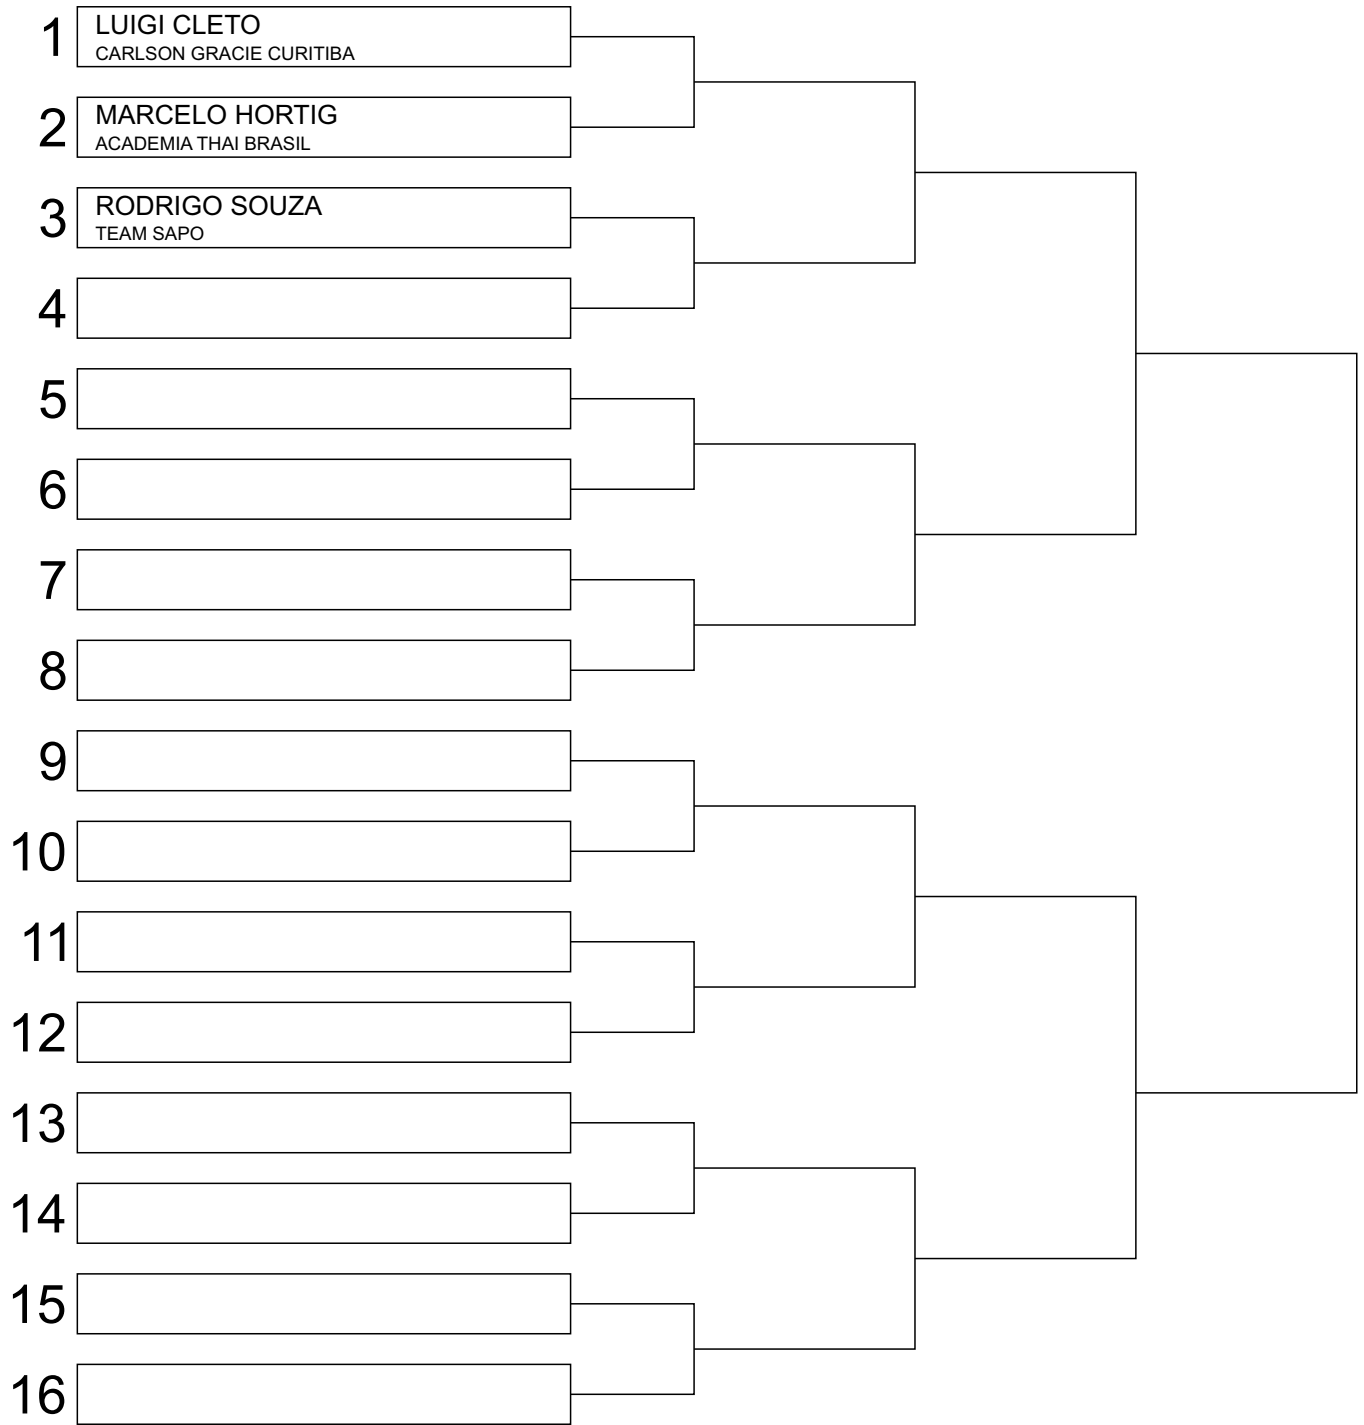 1
LUIGI CLETO
CARLSON GRACIE CURITIBA
2
MARCELO HORTIG
ACADEMIA THAI BRASIL
3
RODRIGO SOUZA
TEAM SAPO
4
5
6
7
8
9
10
11
12
13
14
15
16